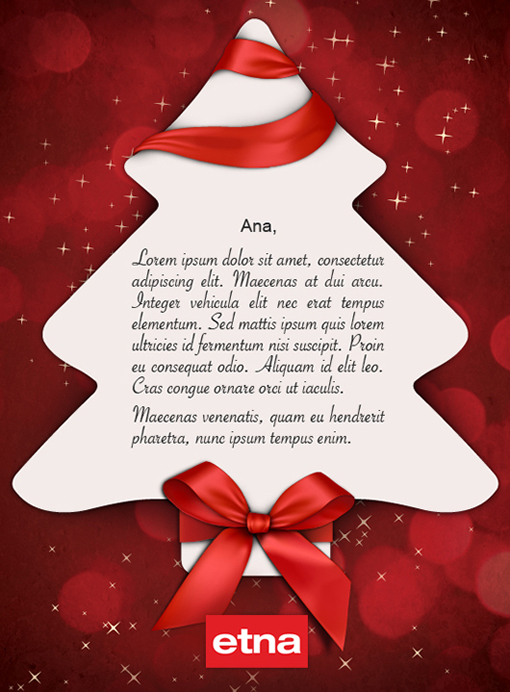 Ana,
Lorem ipsum dolor sit amet, consectetur
adipiscing elit. Maecenas at dui arcu.
Integer vehicula elit nec erat tempus
elementum. Sed mattis ipsum quis lorem
ultricies id fermentum nisi suscipit. Proin
eu consequat odio. Aliquam id elit leo.
Cras congue ornare orci ut iaculis.
Maecenas venenatis, quam eu hendrerit
pharetra, nunc ipsum tempus enim.
etna